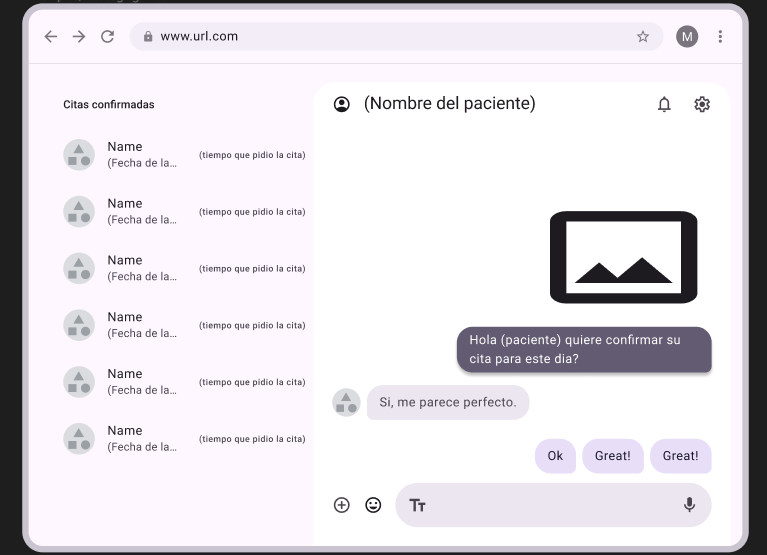 www.url.com
M
Citas confirmadas
(Nombre del paciente)
Name
(Fecha de la...
(tiempo que pidio la cita)
Name
(Fecha de la...
(tiempo que pidio la cita)
Name
(Fecha de la...
(tiempo que pidio la cita)
Name
(Fecha de la...
(tiempo que pidio la cita)
Name
(Fecha de la...
(tiempo que pidio la cita)
Name
(Fecha de la...
(tiempo que pidio la cita)
Hola (paciente) quiere confirmar su
cita para este dia?
Si, me parece perfecto.
Ok
Great!
Great!
Tт